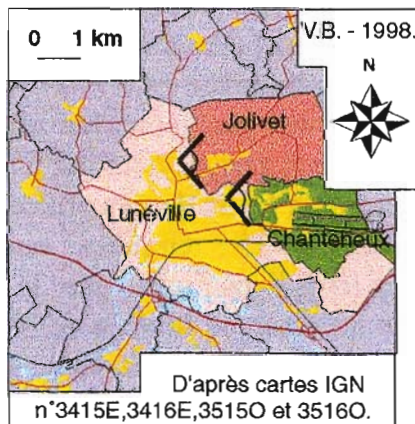 0 1 km
V.B. - 1998.
N
Jolivet
Lunéville
Chanteheux
D'après cartes IGN
n°3415E,3416E,3515O et 3516O.